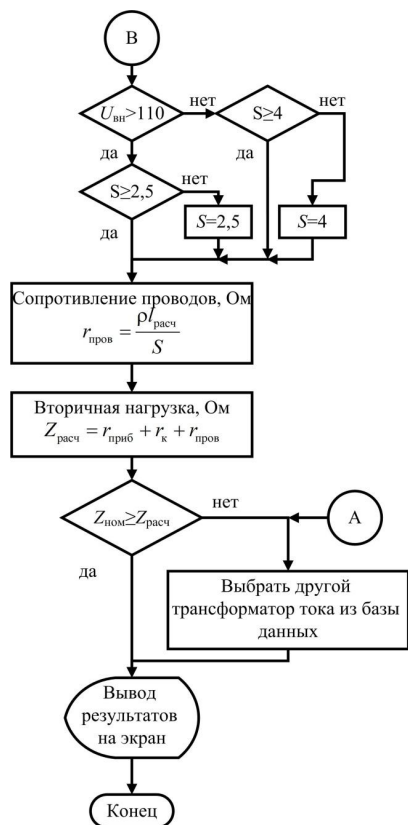 В
U вн>110
нет
S≥4
нет
да
да
S≥2,5
нет
S=2,5
S=4
да
Сопротивление проводов, Ом
r пров = ρl расч / S
Вторичная нагрузка, Ом
Z расч = r приб + r к + r пров
Z ном≥Z расч
нет
А
да
Выбрать другой
трансформатор тока из базы
данных
Вывод
результатов
на экран
Конец